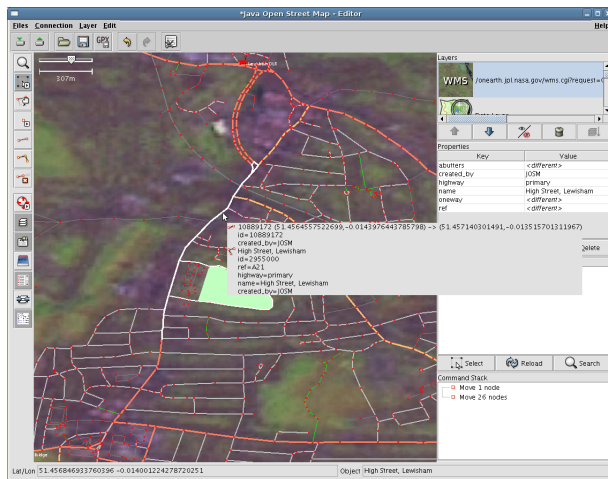 *Java Open Street Map - Editor
Files Connection Layer Edit
Help
GPX
307m
Layers
WMS
/onearth.jpl.nasa.gov/wms.cgi?request=
Properties
Key Value
abutters <different>
created_by JOSM
highway primary
name High Street, Lewisham
oneway <different>
ref <different>
10889172 (51.4564557522699,-0.0143976443785798) -> (51.457140301491,-0.013515701311967)
id=10889172
created_by=JOSM
High Street, Lewisham
id=2955000
ref=A21
highway=primary
name=High Street, Lewisham
created_by=JOSM
Delete
Select Reload Search
Command Stack
Move 1 node
Move 26 nodes
Lat/Lon 51.456846933760396 -0.014001224278720251 Object High Street, Lewisham